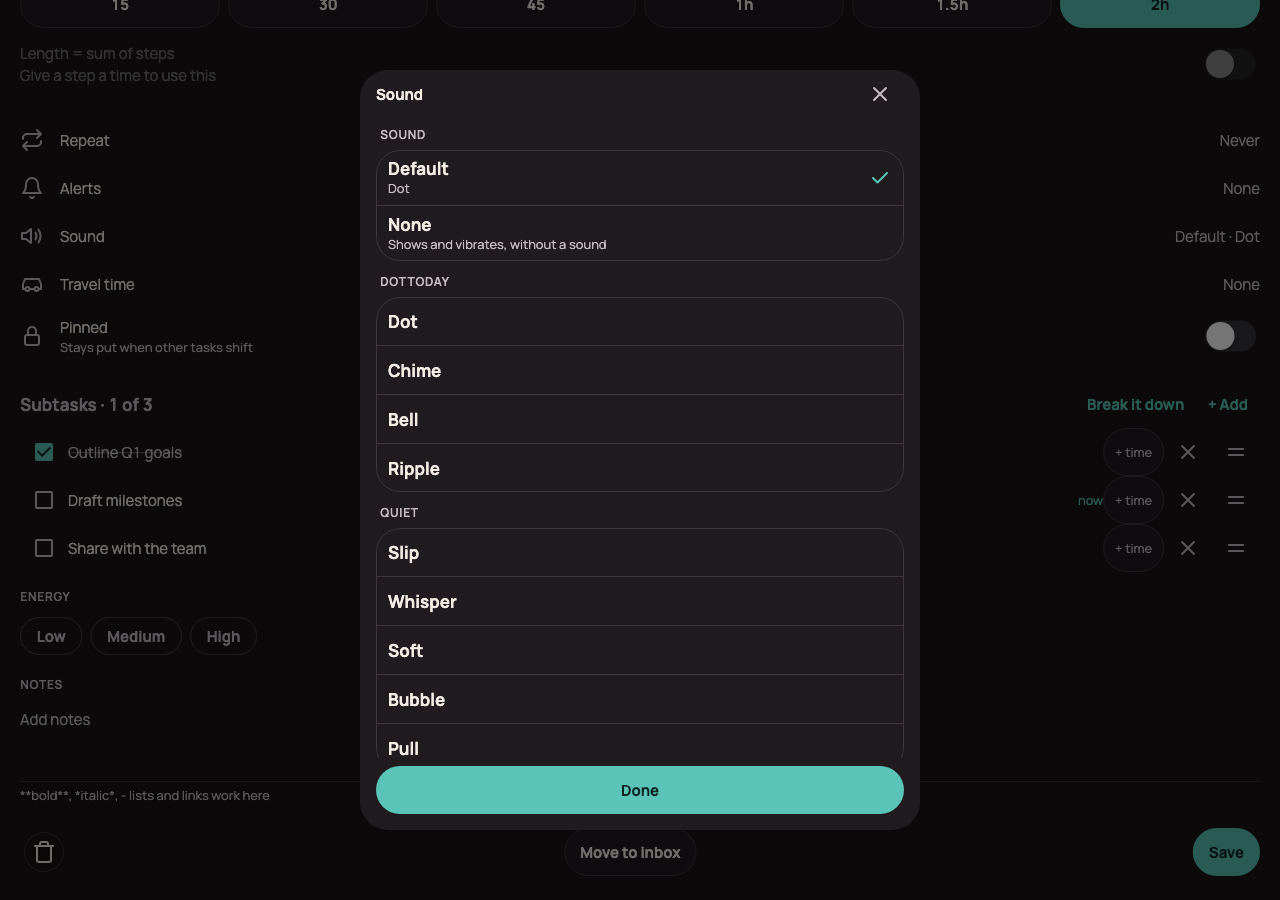 15
30
45
1h
1.5h
2h
Length = sum of steps
Give a step a time to use this
Repeat
Never
Alerts
None
Sound
Default · Dot
Travel time
None
Pinned
Stays put when other tasks shift
Subtasks · 1 of 3
Break it down
+ Add
Outline Q1 goals
+ time
Draft milestones
now
+ time
Share with the team
+ time
ENERGY
Low
Medium
High
NOTES
Add notes
**bold**, *italic*, - lists and links work here
Move to inbox
Save
Sound
SOUND
Default
Dot
None
Shows and vibrates, without a sound
DOTTODAY
Dot
Chime
Bell
Ripple
QUIET
Slip
Whisper
Soft
Bubble
Pull
Done